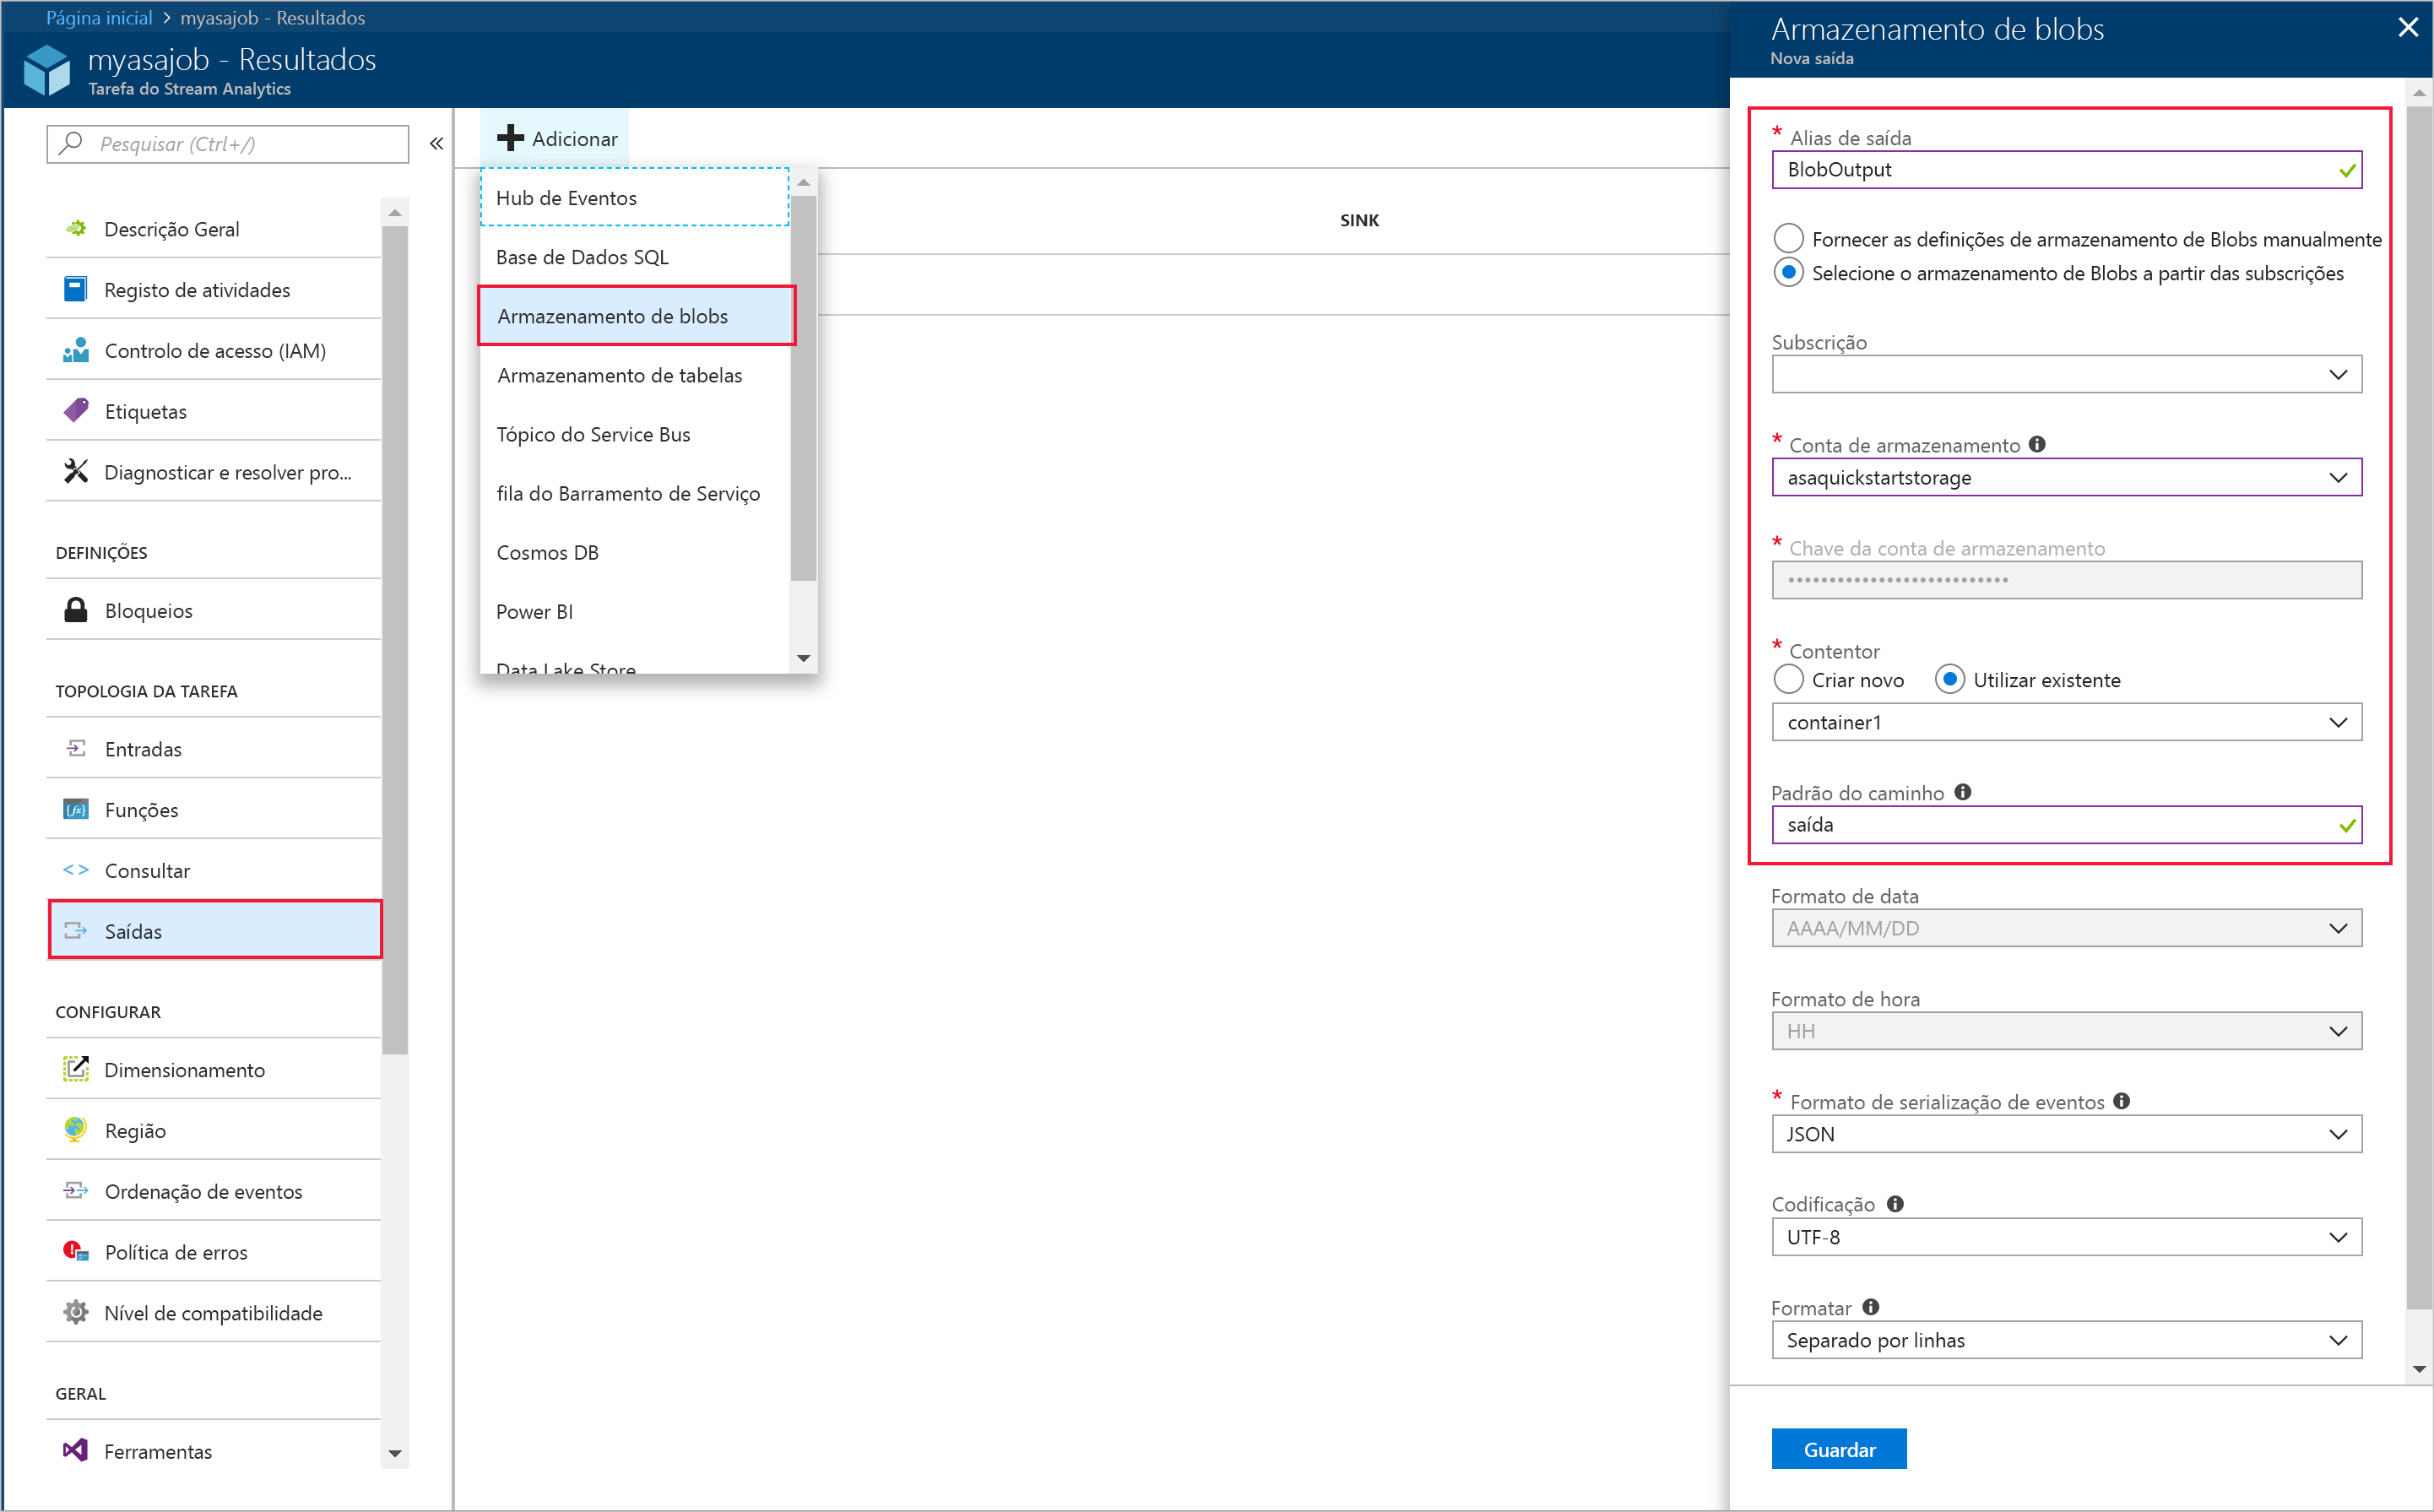 Página inicial > myasajob - Resultados
myasajob - Resultados
Tarefa do Stream Analytics
Pesquisar (Ctrl+/)
«
Descrição Geral
Registo de atividades
Controlo de acesso (IAM)
Etiquetas
Diagnosticar e resolver pro...
DEFINIÇÕES
Bloqueios
TOPOLOGIA DA TAREFA
Entradas
Funções
Consultar
Saídas
CONFIGURAR
Dimensionamento
Região
Ordenação de eventos
Política de erros
Nível de compatibilidade
GERAL
Ferramentas
Adicionar
Hub de Eventos
Base de Dados SQL
Armazenamento de blobs
Armazenamento de tabelas
Tópico do Service Bus
fila do Barramento de Serviço
Cosmos DB
Power BI
Data Lake Store
SINK
Armazenamento de blobs
Nova saída
* Alias de saída
BlobOutput
Fornecer as definições de armazenamento de Blobs manualmente
Selecione o armazenamento de Blobs a partir das subscrições
Subscrição
* Conta de armazenamento
asaquickstartstorage
* Chave da conta de armazenamento
•••••••••••••••••••••••••••
* Contentor
Criar novo Utilizar existente
container1
Padrão do caminho
saída
Formato de data
AAAA/MM/DD
Formato de hora
HH
* Formato de serialização de eventos
JSON
Codificação
UTF-8
Formatar
Separado por linhas
Guardar